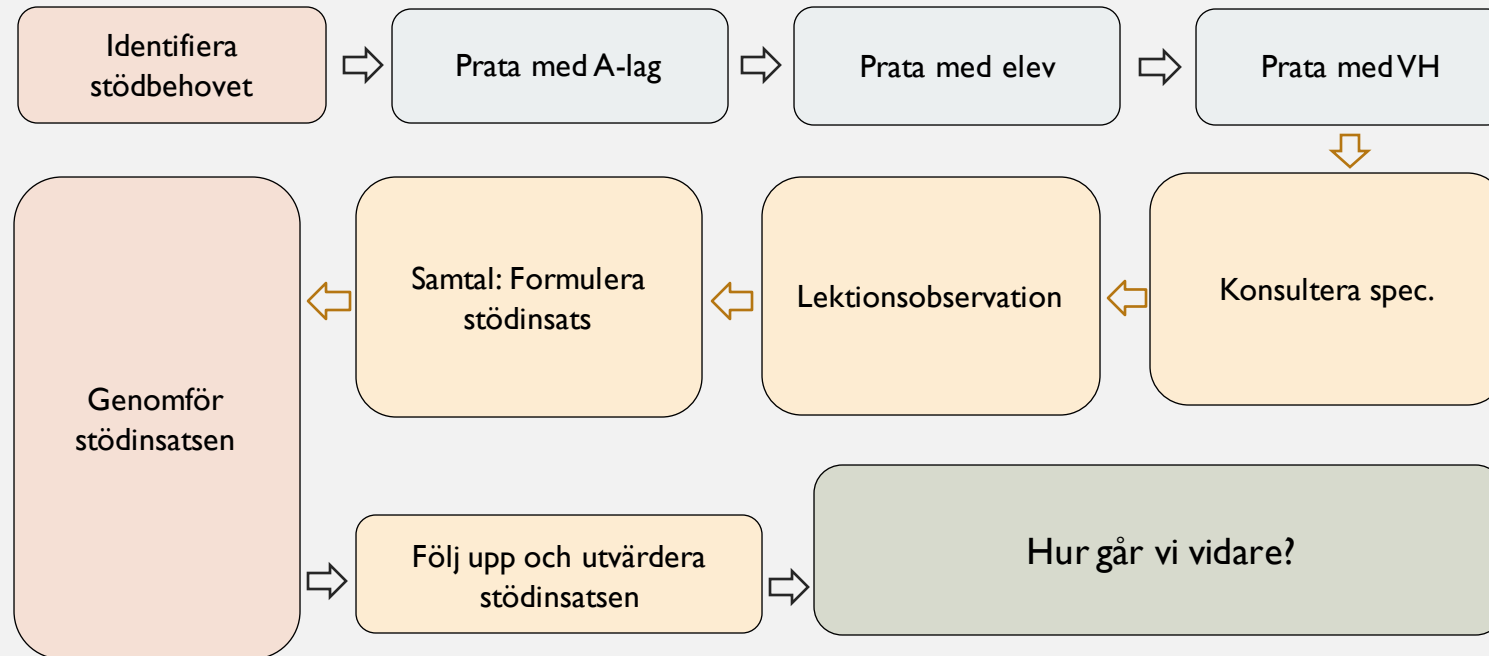 Identifiera
stödbehovet
Prata med A-lag
Prata med elev
Prata med VH
Konsultera spec.
Lektionsobservation
Samtal: Formulera
stödinsats
Genomför
stödinsatsen
Följ upp och utvärdera
stödinsatsen
Hur går vi vidare?